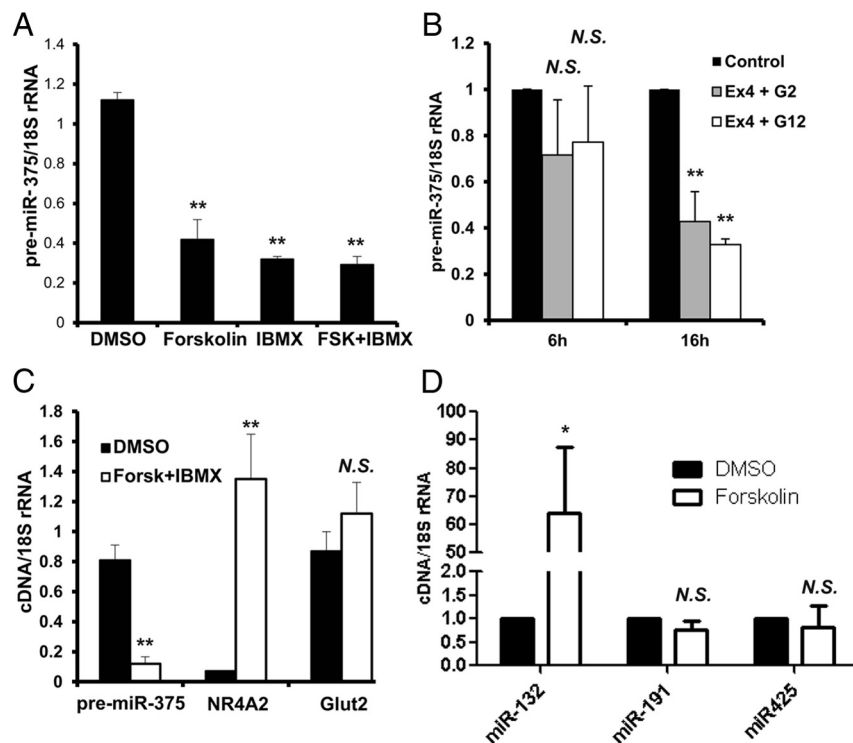 A
pre-miR-375/18S rRNA
1.4
1.2
1
0.8
0.6
0.4
0.2
0
**
**
**
DMSO Forskolin IBMX FSK+IBMX
B
pre-miR-375/18S rRNA
1.2
1
0.8
0.6
0.4
0.2
0
N.S.
N.S.
**
**
Control
Ex4 + G2
Ex4 + G12
6h 16h
C
cDNA/18S rRNA
1.8
1.6
1.4
1.2
1
0.8
0.6
0.4
0.2
0
DMSO
Forsk+IBMX
**
**
N.S.
pre-miR-375 NR4A2 Glut2
D
cDNA/18S rRNA
100
90
80
70
60
50
2.0
1.5
1.0
0.5
0.0
*
N.S.
N.S.
DMSO
Forskolin
miR-132 miR-191 miR425